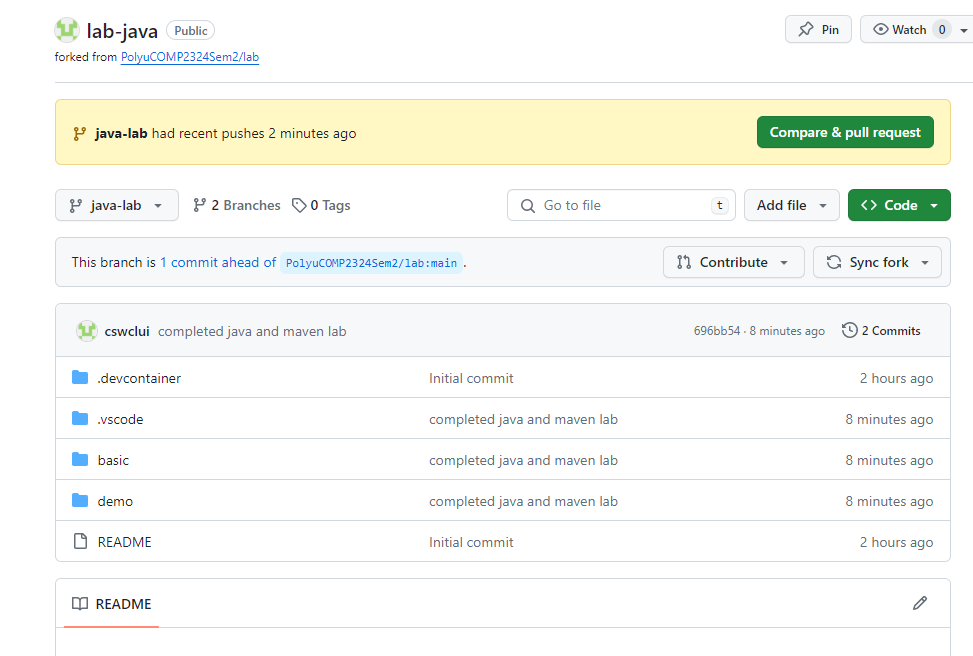 lab-java Public Pin Watch 0
forked from PolyuCOMP2324Sem2/lab
java-lab had recent pushes 2 minutes ago Compare & pull request
java-lab 2 Branches 0 Tags Go to file t Add file Code
This branch is 1 commit ahead of PolyuCOMP2324Sem2/lab:main . Contribute Sync fork
cswclui completed java and maven lab 696bb54 · 8 minutes ago 2 Commits
.devcontainer Initial commit 2 hours ago
.vscode completed java and maven lab 8 minutes ago
basic completed java and maven lab 8 minutes ago
demo completed java and maven lab 8 minutes ago
README Initial commit 2 hours ago
README